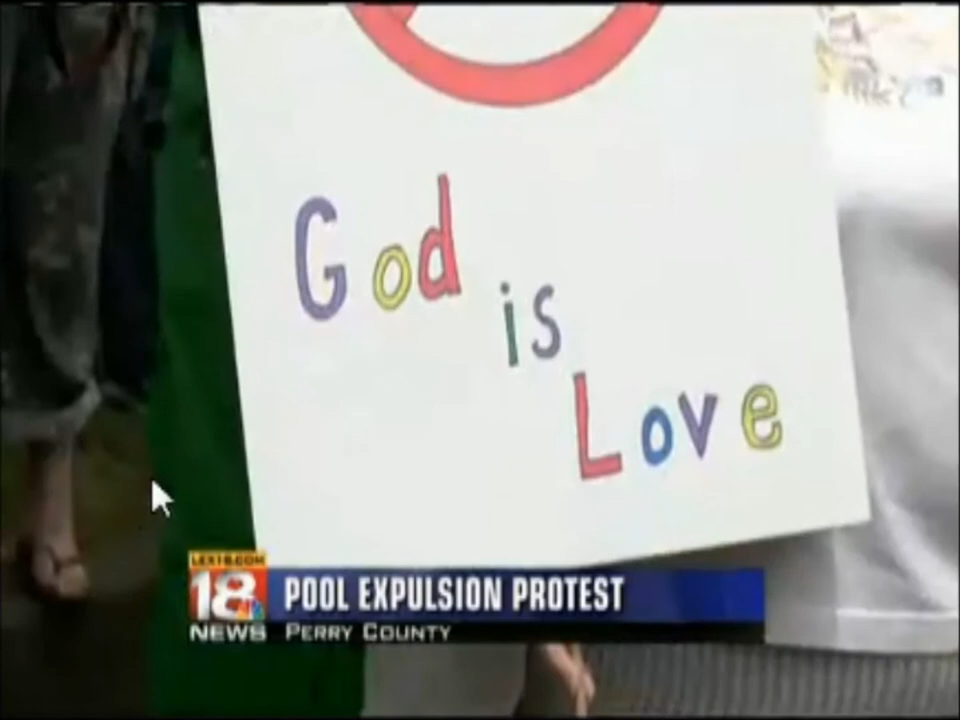 God
is
Love
LEX18.COM
18
NEWS
POOL EXPULSION PROTEST
PERRY COUNTY